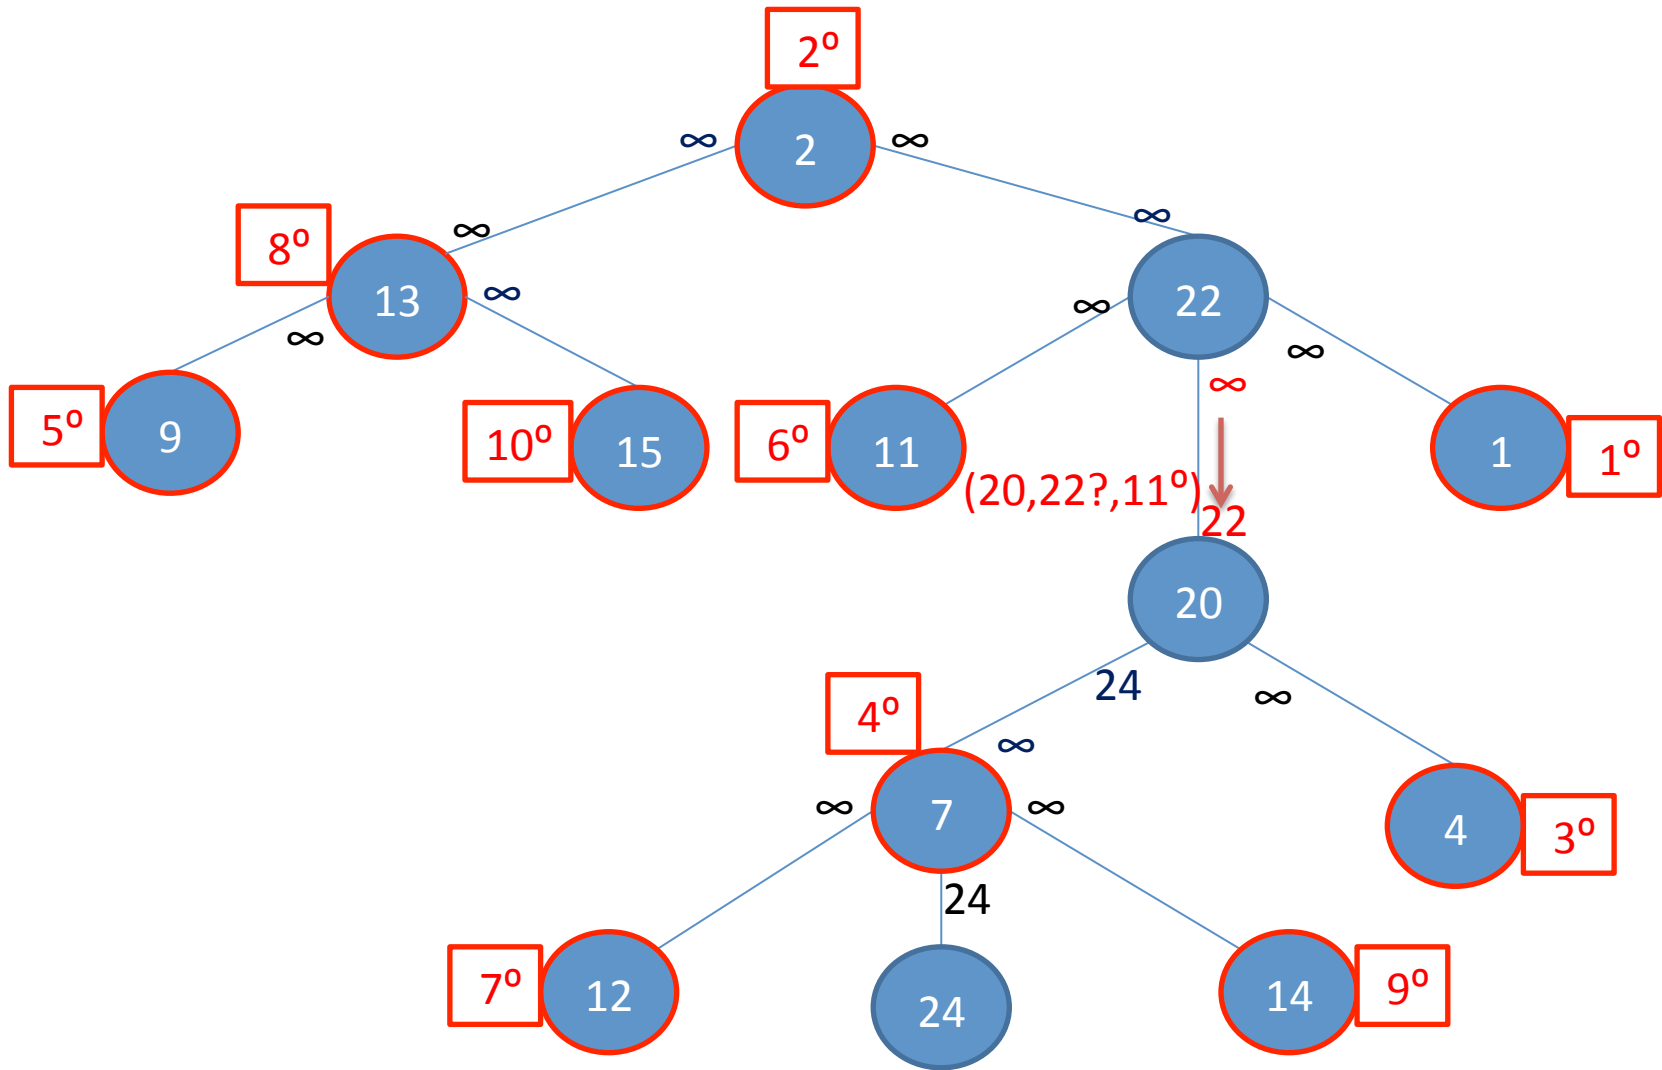 2º
∞ 2 ∞
∞ ∞
8º
13 ∞ ∞ 22
∞ ∞ ∞
5º 9 10º 15 6º 11 1 1º
(20,22?,11º) 22
20
24 ∞
4º
∞
∞ 7 ∞ 4 3º
24
7º 12 24 14 9º